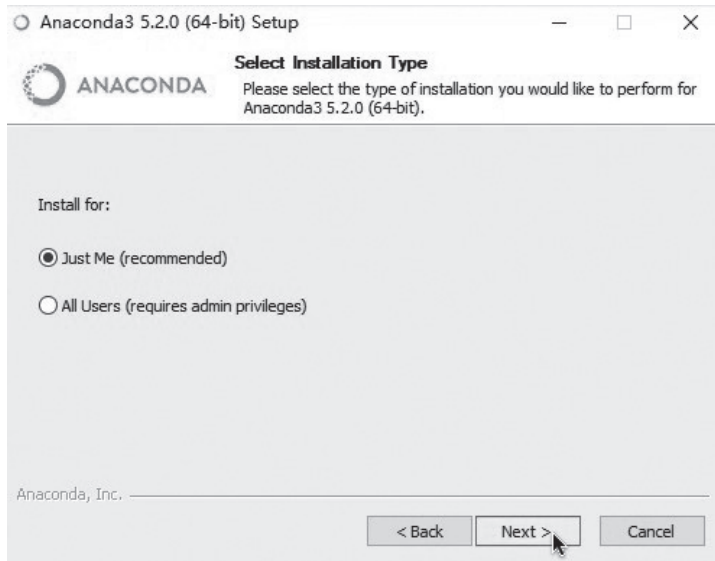 Anaconda3 5.2.0 (64-bit) Setup
ANACONDA
Select Installation Type
Please select the type of installation you would like to perform for
Anaconda3 5.2.0 (64-bit).
Install for:
Just Me (recommended)
All Users (requires admin privileges)
Anaconda, Inc.
< Back
Next >
Cancel